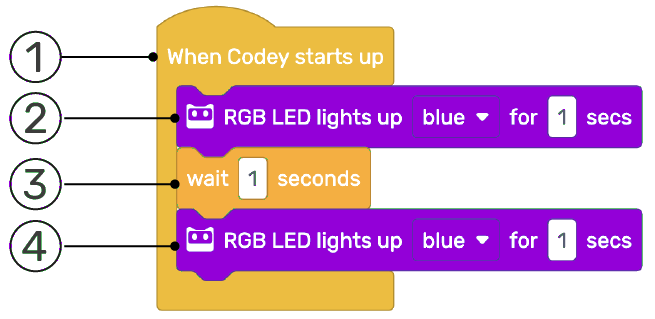 1 When Codey starts up
2 RGB LED lights up blue for 1 secs
3 wait 1 seconds
4 RGB LED lights up blue for 1 secs